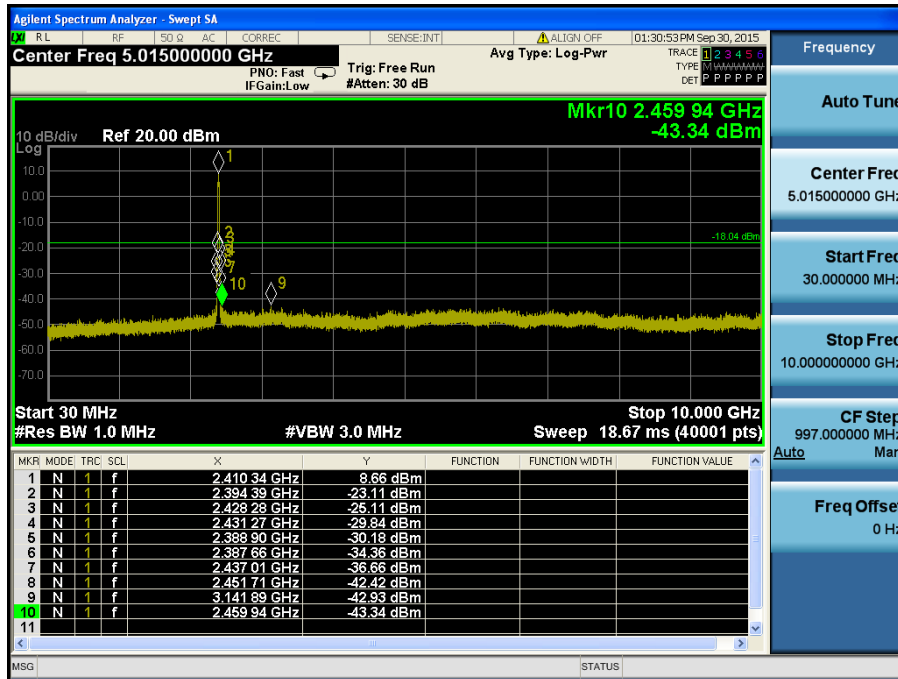 Agilent Spectrum Analyzer - Swept SA
LXI RL RF 50 Ω AC CORREC SENSE:INT ALIGN OFF 01:30:53 PM Sep 30, 2015
Center Freq 5.015000000 GHz
PNO: Fast
IFGain:Low
Trig: Free Run
#Atten: 30 dB
Avg Type: Log-Pwr
TRACE 1 2 3 4 5 6
TYPE M
DET P P P P P P
Mkr10 2.459 94 GHz
-43.34 dBm
10 dB/div Ref 20.00 dBm
Log
10.0
0.00
-10.0
-20.0
-30.0
-40.0
-50.0
-60.0
-70.0
1
2
7
10
9
-18.04 dBm
Start 30 MHz Stop 10.000 GHz
#Res BW 1.0 MHz #VBW 3.0 MHz Sweep 18.67 ms (40001 pts)
MKR MODE TRC SCL X Y FUNCTION FUNCTION WIDTH FUNCTION VALUE
1 N 1 f 2.410 34 GHz 8.66 dBm
2 N 1 f 2.394 39 GHz -23.11 dBm
3 N 1 f 2.428 28 GHz -25.11 dBm
4 N 1 f 2.431 27 GHz -29.84 dBm
5 N 1 f 2.388 90 GHz -30.18 dBm
6 N 1 f 2.387 66 GHz -34.36 dBm
7 N 1 f 2.437 01 GHz -36.66 dBm
8 N 1 f 2.451 71 GHz -42.42 dBm
9 N 1 f 3.141 89 GHz -42.93 dBm
10 N 1 f 2.459 94 GHz -43.34 dBm
11
MSG STATUS
Frequency
Auto Tune
Center Freq
5.015000000 GHz
Start Freq
30.000000 MHz
Stop Freq
10.000000000 GHz
CF Step
997.000000 MHz
Auto Man
Freq Offset
0 Hz